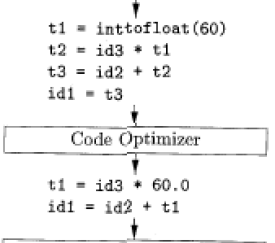 t1 = inttofloat(60)
t2 = id3 * t1
t3 = id2 + t2
id1 = t3
Code Optimizer
t1 = id3 * 60.0
id1 = id2 + t1